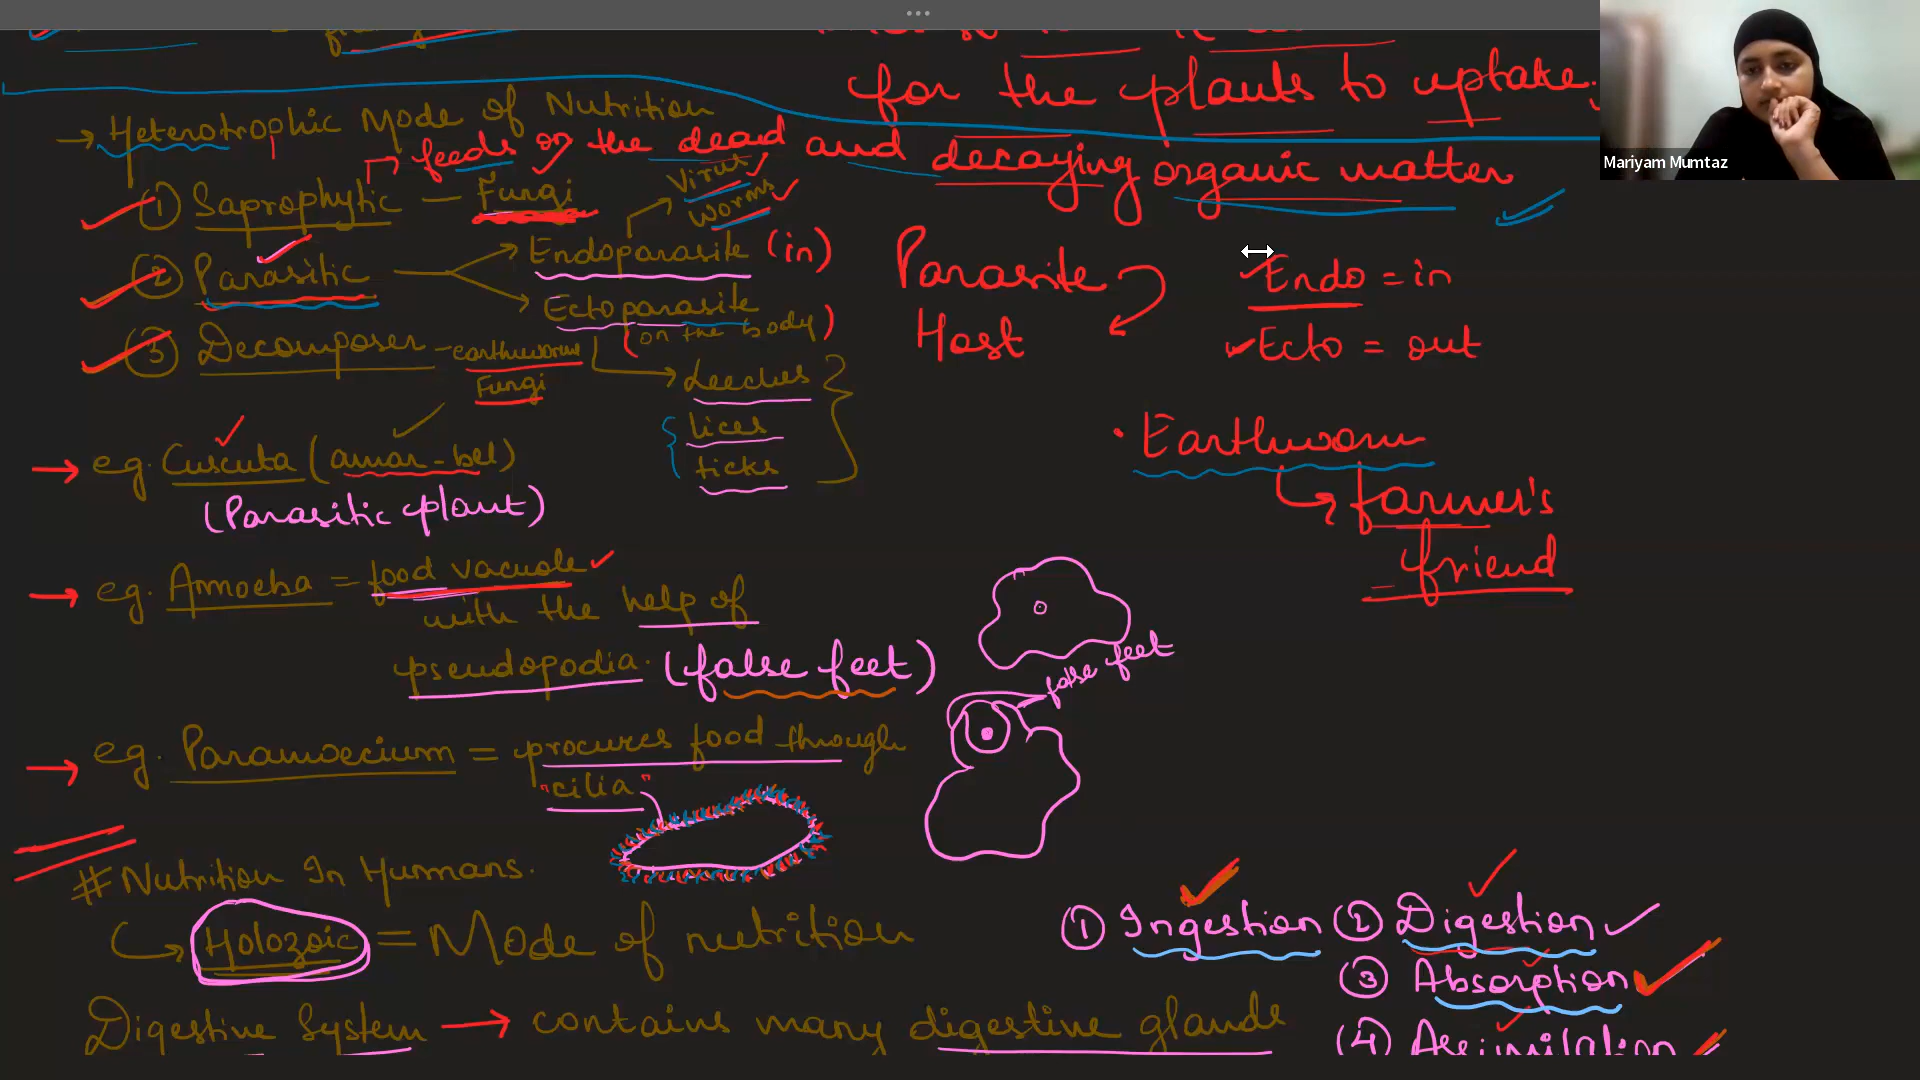 for the plants to uptake.
→ Heterotrophic Mode of Nutrition
feeds on the dead and decaying organic matter
① Saprophytic — Fungi
Virus
worms
② Parasitic
Endoparasite (in)
Ectoparasite
(on the body)
③ Decomposer - earthworms
Fungi
Leeches
lices
ticks
Parasite
Host
Endo = in
Ecto = out
• Earthworm
farmer's
friend
→ eg. Cuscuta (amar-bel)
(Parasitic plant)
→ eg. Ammoeba = food vacuole
with the help of
pseudopodia. (false feet)
false feet
→ eg. Paramoecium = procures food through
"cilia"
# Nutrition In Humans.
Holozoic = Mode of nutrition
Digestive System → contains many digestive glands
① Ingestion ② Digestion
③ Absorption
(4) Assimilation
Mariyam Mumtaz